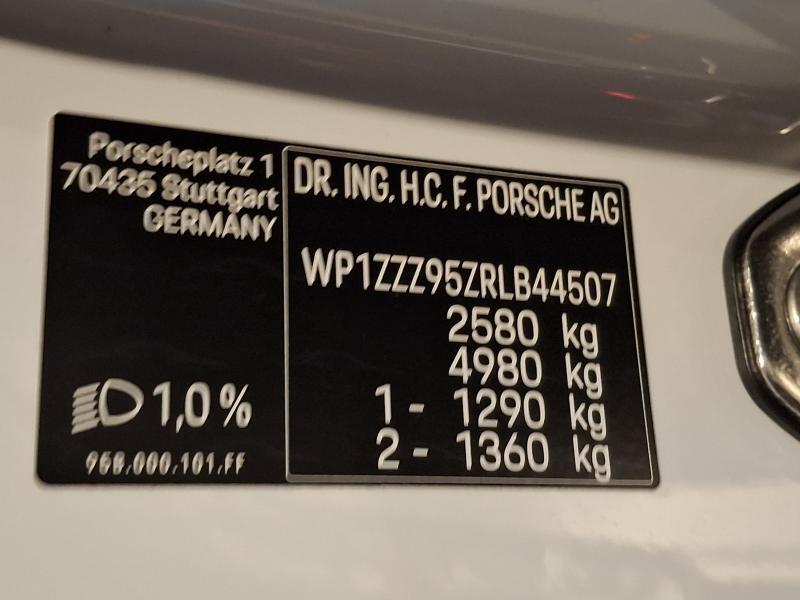 Porscheplatz 1
70435 Stuttgart
GERMANY
1,0 %
958.000.101.FF
DR. ING. H.C. F. PORSCHE AG
WP1ZZZ95ZRLB44507
2580 kg
4980 kg
1 - 1290 kg
2 - 1360 kg